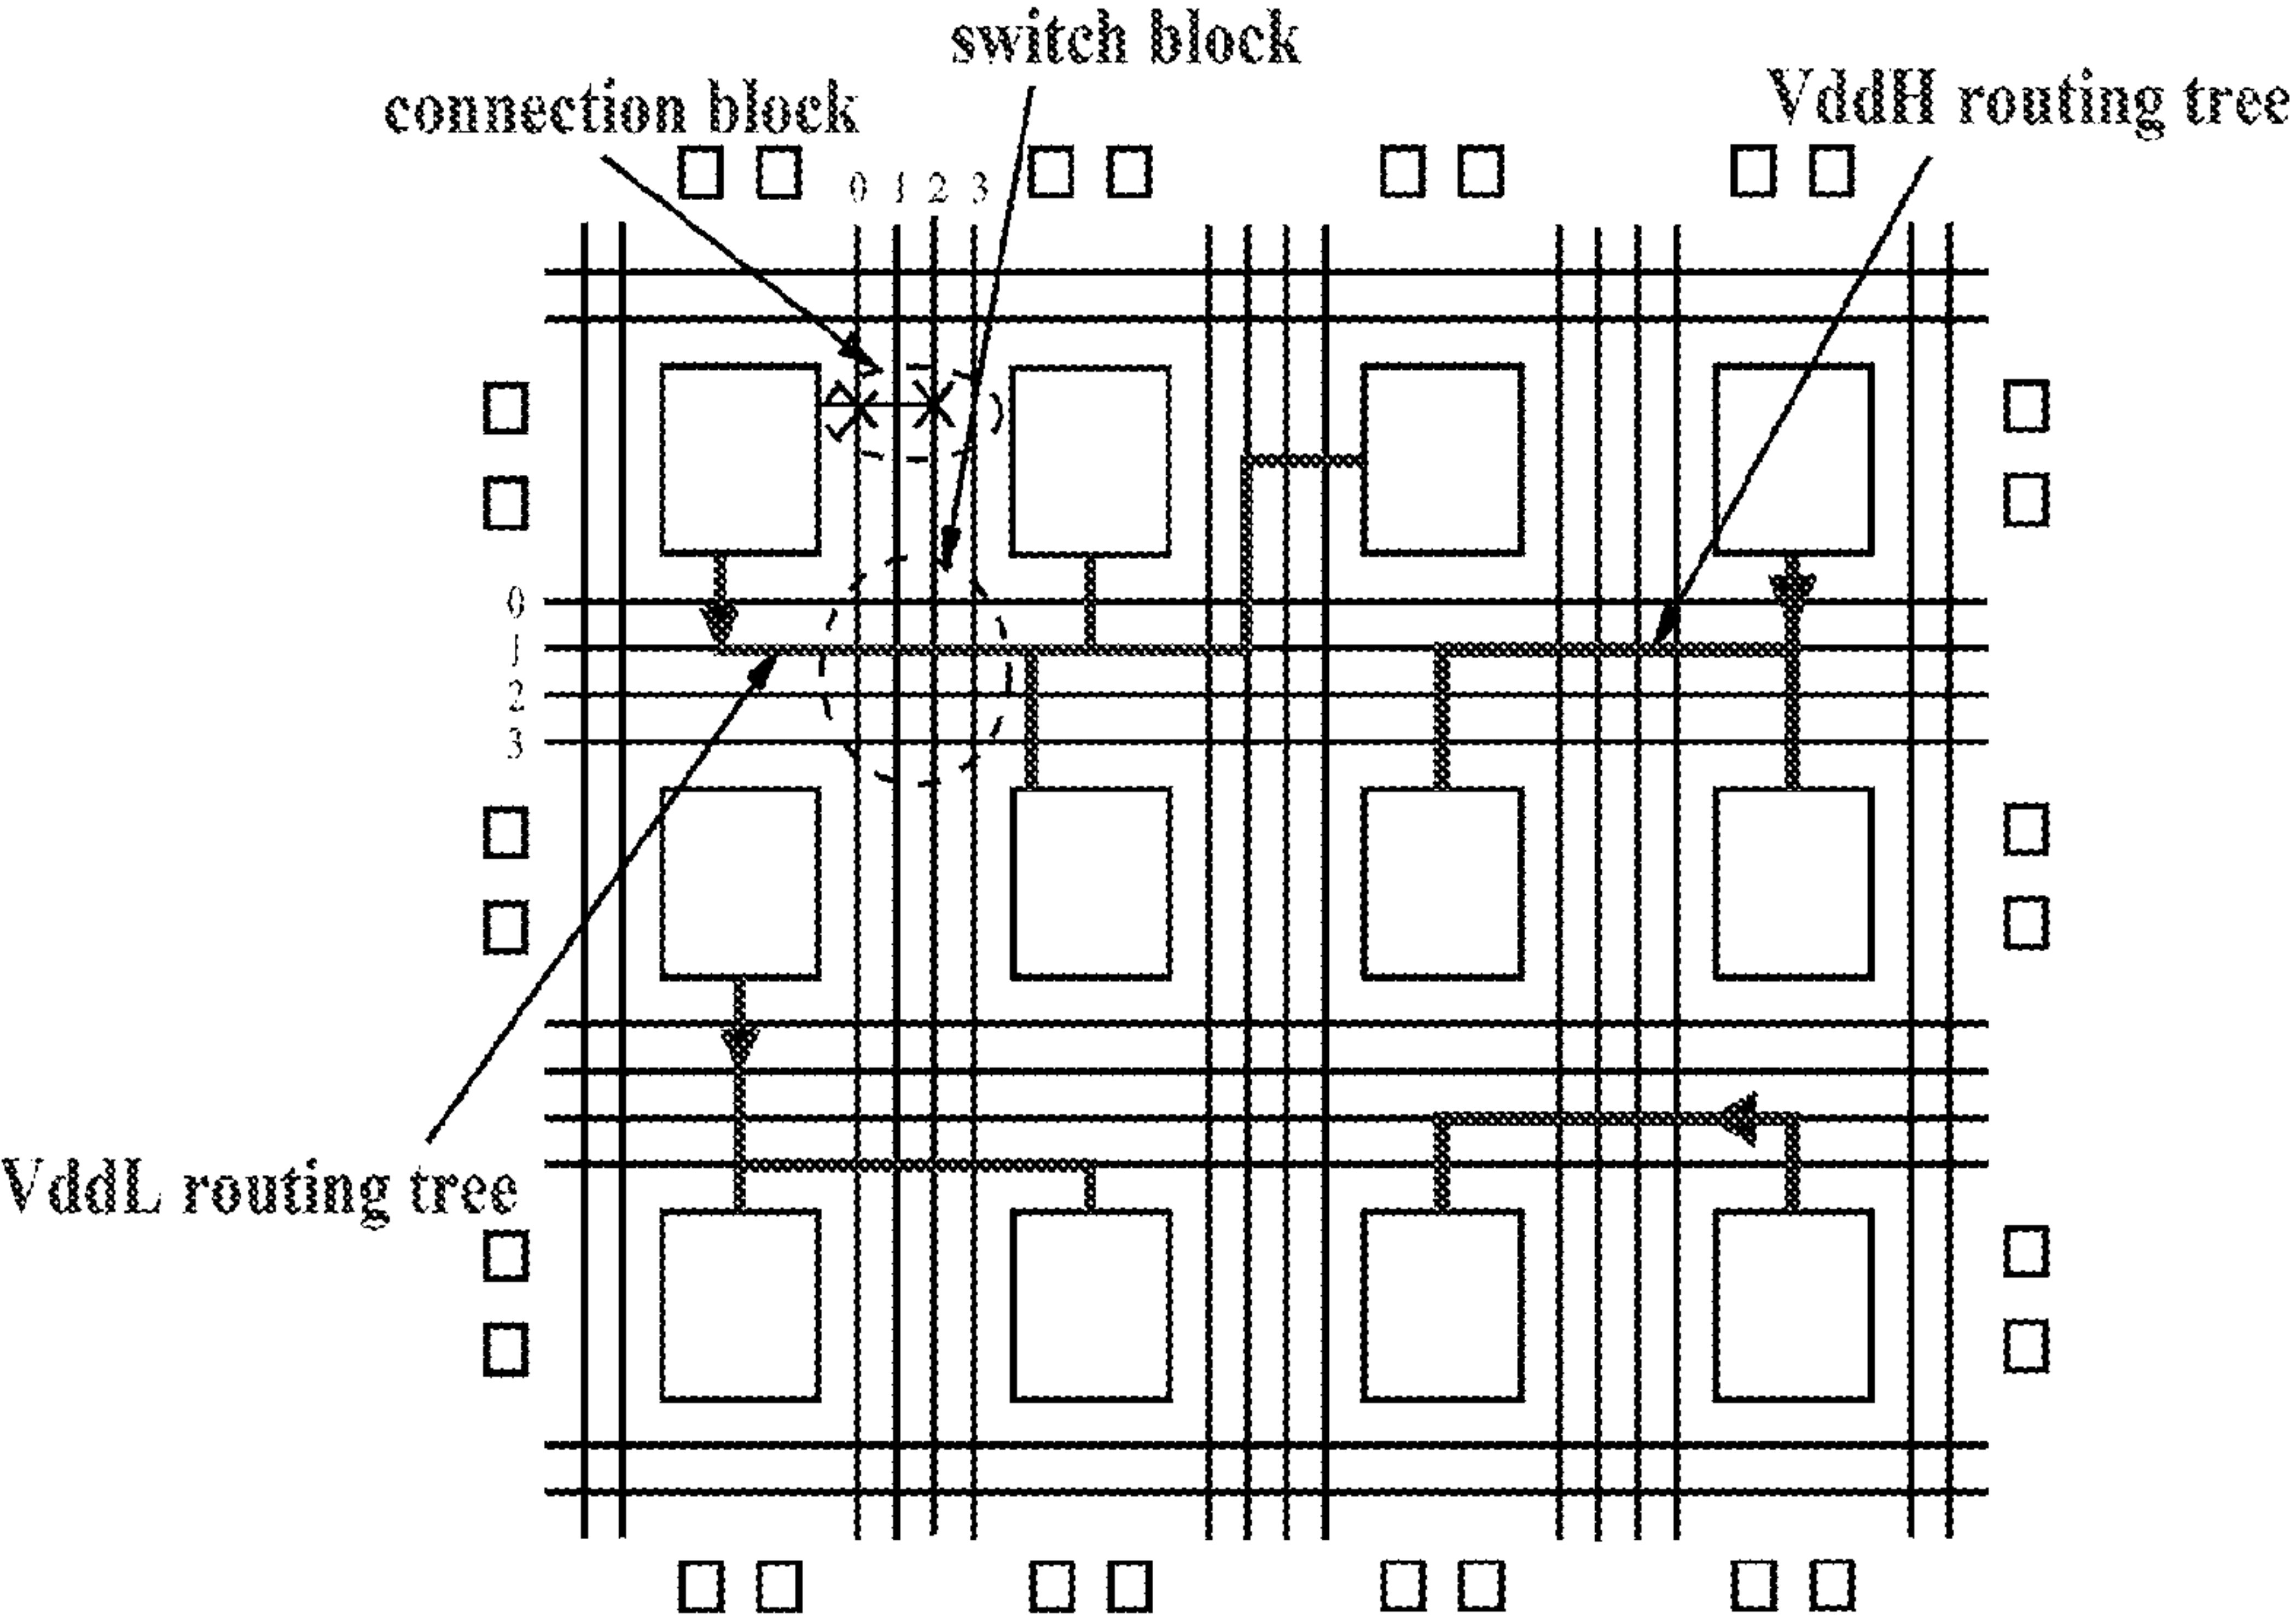 switch block
connection block
VddH routing tree
0 1 2 3
0
1
2
3
VddL routing tree